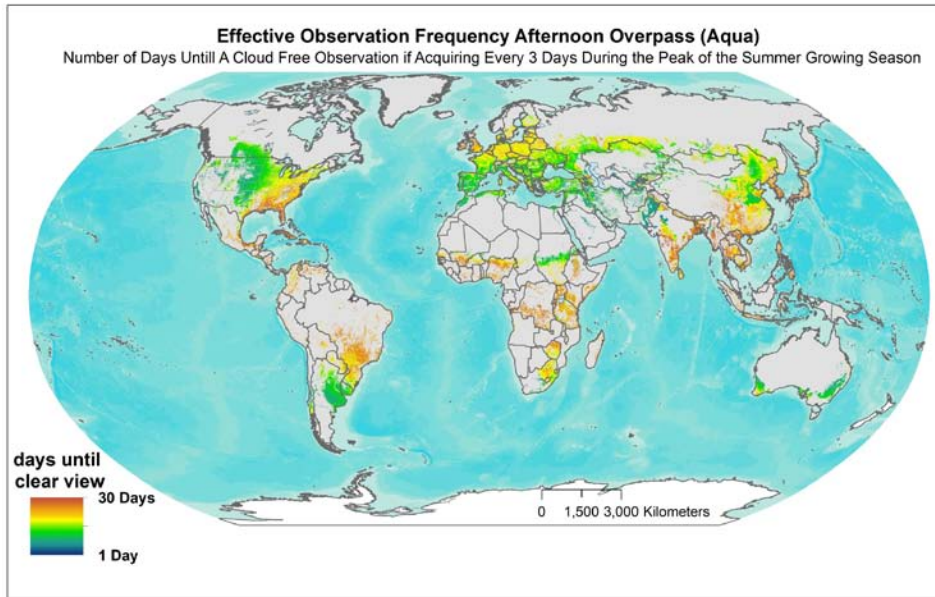 Effective Observation Frequency Afternoon Overpass (Aqua)
Number of Days Untill A Cloud Free Observation if Acquiring Every 3 Days During the Peak of the Summer Growing Season
days until
clear view
30 Days
1 Day
0 1,500 3,000 Kilometers